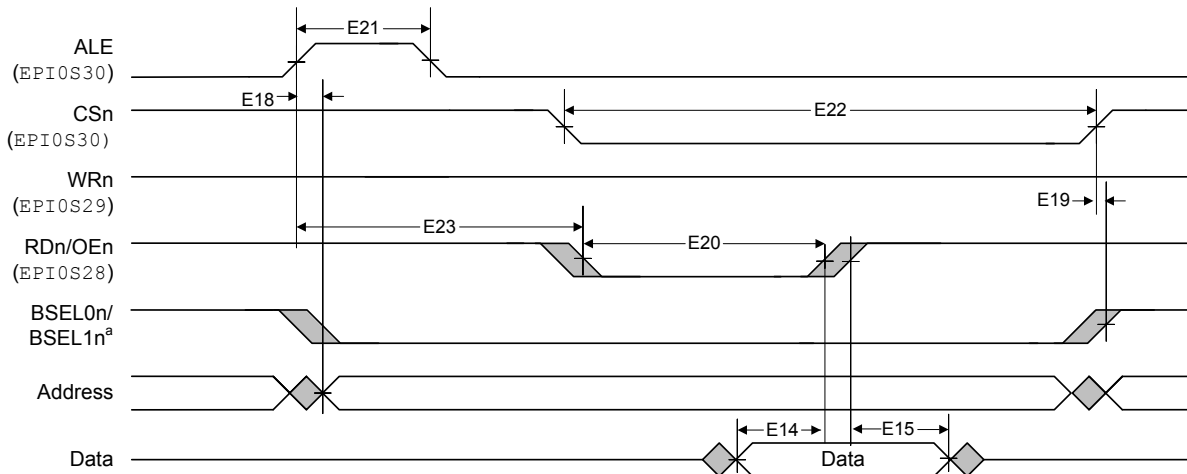 E21
ALE
(EPI0S30)
E18
CSn
(EPI0S30)
E22
WRn
(EPI0S29)
E19
E23
RDn/OEn
(EPI0S28)
E20
BSEL0n/
BSEL1nᵃ
Address
E14
E15
Data
Data